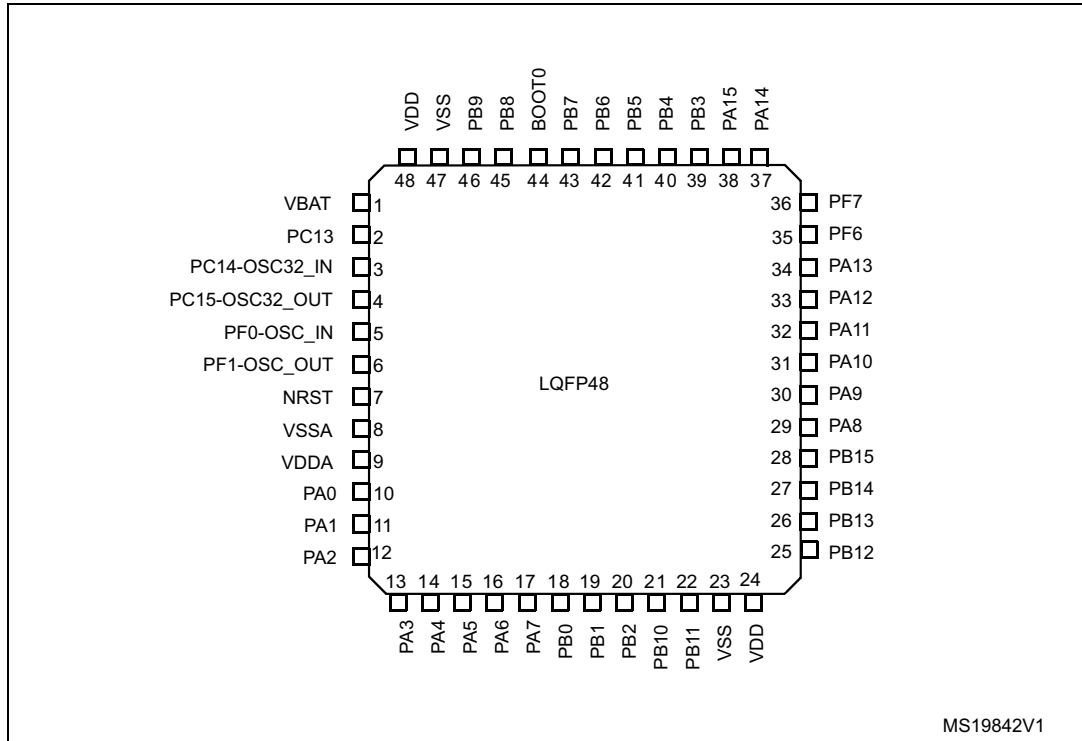 VDD
VSS
PB9
PB8
BOOT0
PB7
PB6
PB5
PB4
PB3
PA15
PA14
48 47 46 45 44 43 42 41 40 39 38 37
VBAT 1
PC13 2
PC14-OSC32_IN 3
PC15-OSC32_OUT 4
PF0-OSC_IN 5
PF1-OSC_OUT 6
NRST 7
VSSA 8
VDDA 9
PA0 10
PA1 11
PA2 12
LQFP48
36 PF7
35 PF6
34 PA13
33 PA12
32 PA11
31 PA10
30 PA9
29 PA8
28 PB15
27 PB14
26 PB13
25 PB12
13 14 15 16 17 18 19 20 21 22 23 24
PA3
PA4
PA5
PA6
PA7
PB0
PB1
PB2
PB10
PB11
VSS
VDD
MS19842V1